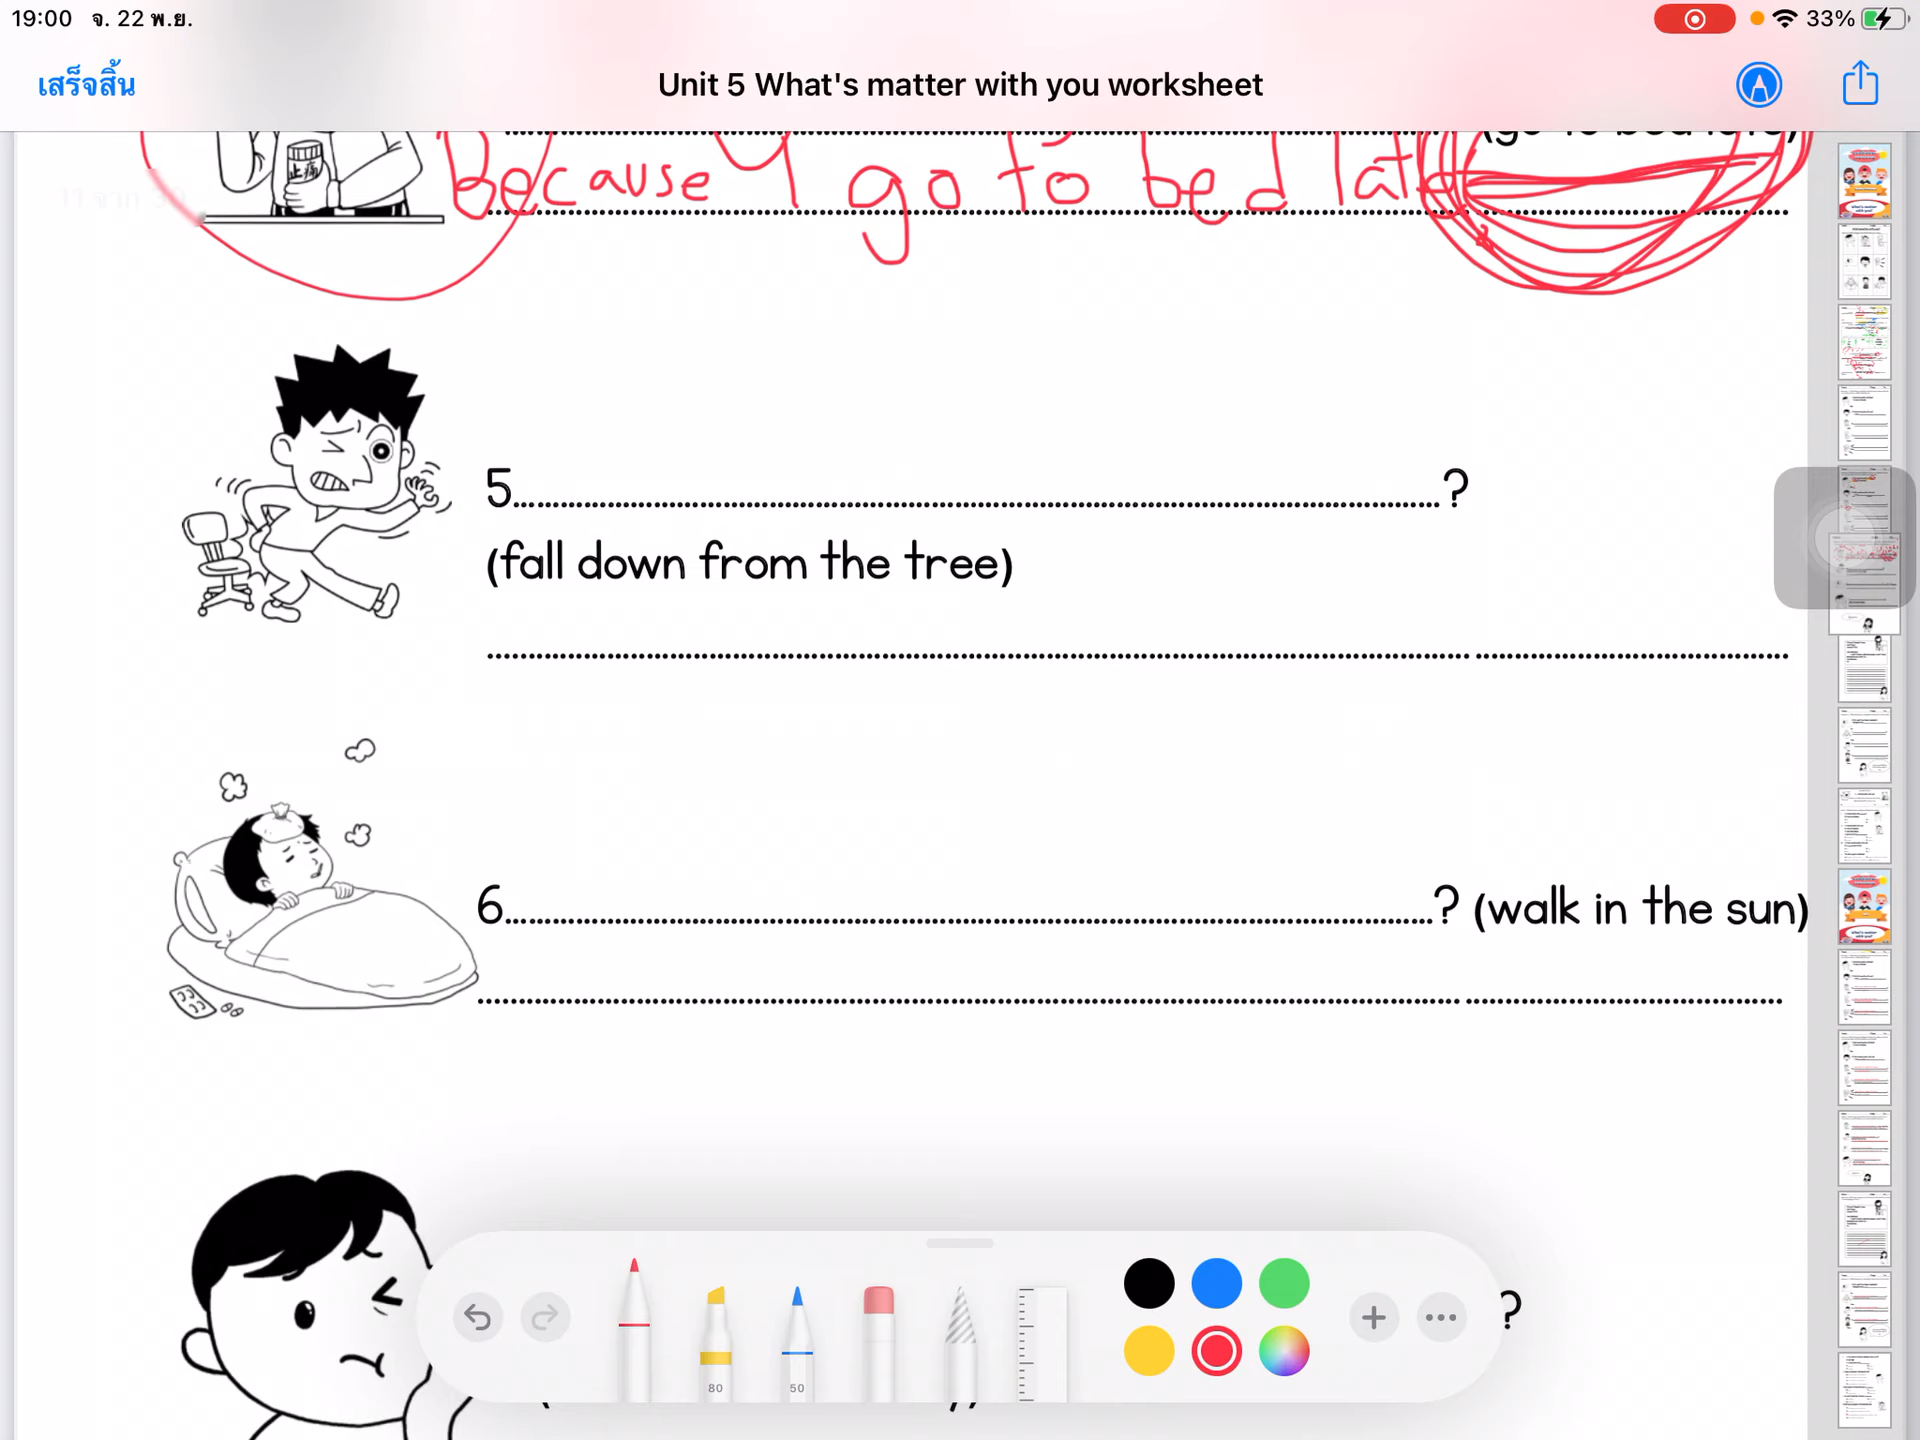 19:00 จ. 22 พ.ย. 33%
เสร็จสิ้น Unit 5 What's matter with you worksheet
Because I go to bed late
止痛
5 ?
(fall down from the tree)
6 ? (walk in the sun)
?
80 50